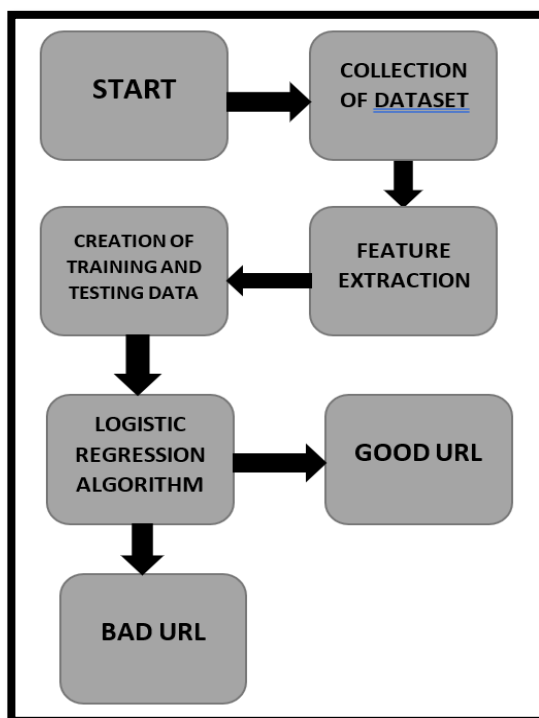 START
COLLECTION
OF DATASET
FEATURE
EXTRACTION
CREATION OF
TRAINING AND
TESTING DATA
LOGISTIC
REGRESSION
ALGORITHM
GOOD URL
BAD URL